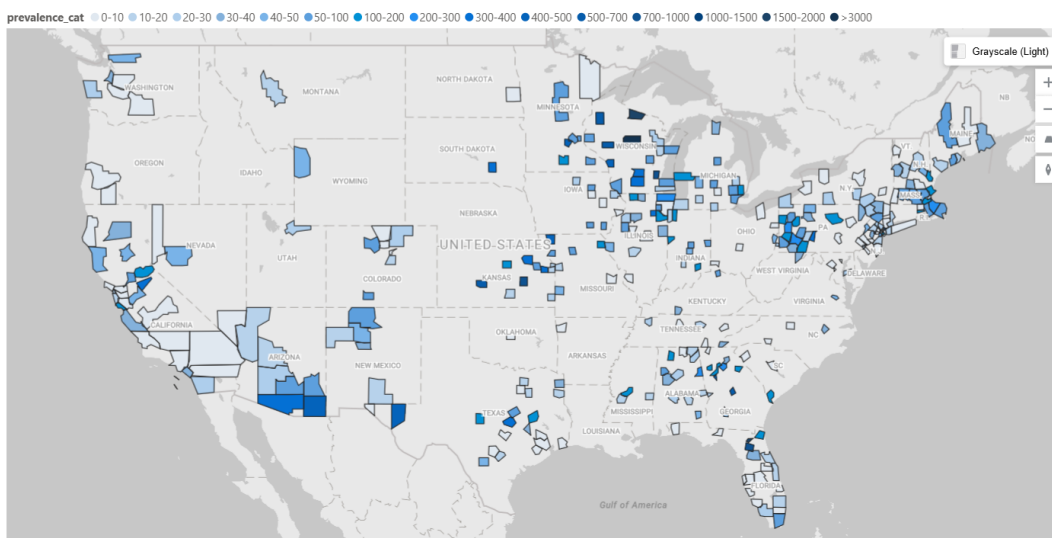 prevalence_cat 0-10 10-20 20-30 30-40 40-50 50-100 100-200 200-300 300-400 400-500 500-700 700-1000 1000-1500 1500-2000 >3000
Grayscale (Light)
+
−
WASHINGTON
MONTANA
NORTH DAKOTA
MINNESOTA
NB
MAINE
VT
N.H.
OREGON
IDAHO
WYOMING
SOUTH DAKOTA
WISCONSIN
MICHIGAN
N.Y.
MASS.
R.I.
IOWA
NEBRASKA
NEVADA
UTAH
COLORADO
UNITED STATES
KANSAS
ILLINOIS
INDIANA
OHIO
PA
N.J.
DELAWARE
WEST VIRGINIA
VIRGINIA
MISSOURI
KENTUCKY
CALIFORNIA
ARIZONA
NEW MEXICO
OKLAHOMA
ARKANSAS
TENNESSEE
NC
SC
TEXAS
LOUISIANA
MISSISSIPPI
ALABAMA
GEORGIA
FLORIDA
Gulf of America